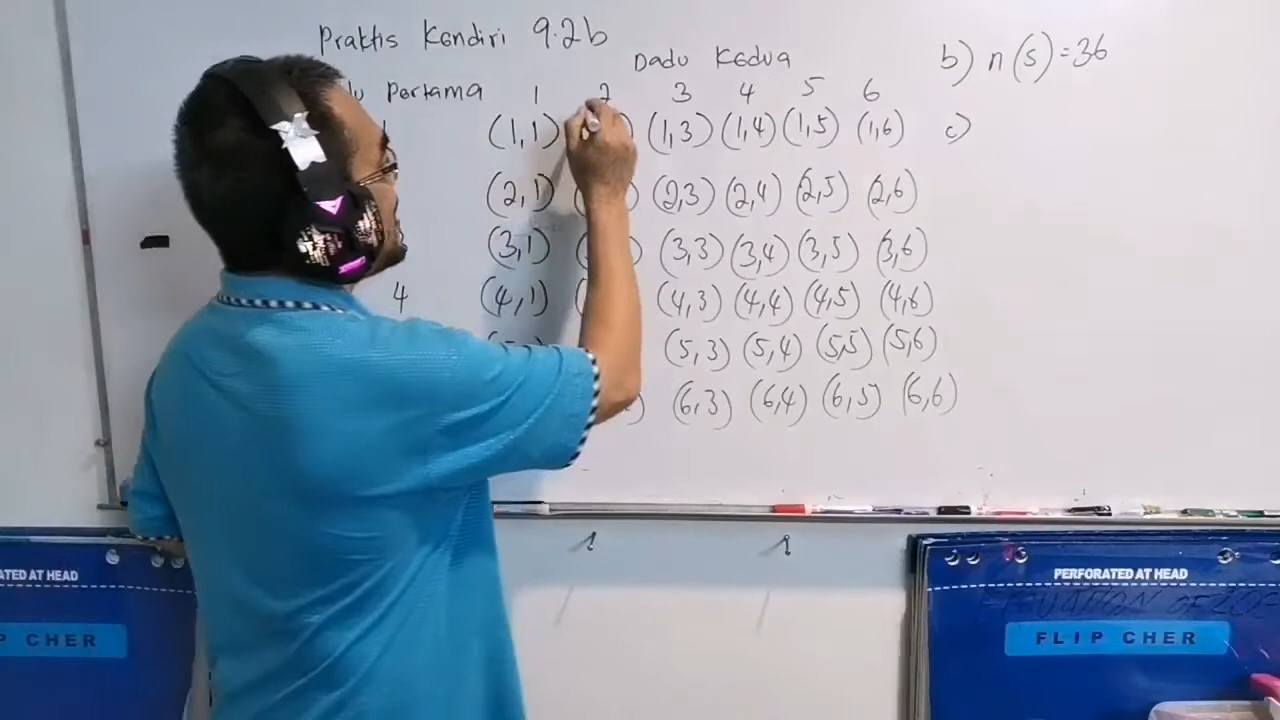 Praktis Kendiri 9.2b
Dadu Kedua
Pertama 1 2 3 4 5 6
(1,1) (1,3) (1,4) (1,5) (1,6)
(2,1) (2,3) (2,4) (2,5) (2,6)
(3,1) (3,3) (3,4) (3,5) (3,6)
4 (4,1) (4,3) (4,4) (4,5) (4,6)
(5,3) (5,4) (5,5) (5,6)
(6,3) (6,4) (6,5) (6,6)
b) n(s)=36
c)
ATED AT HEAD
P CHER
PERFORATED AT HEAD
FLIP CHER